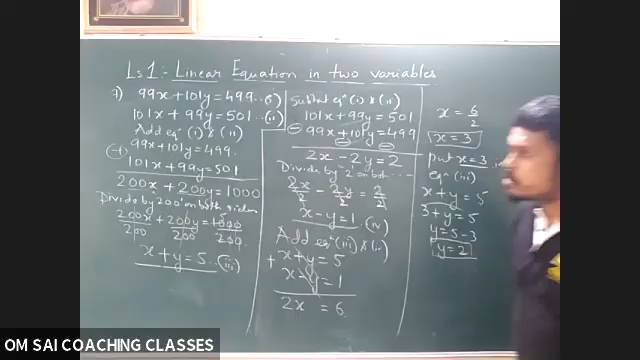 Ls 1:- Linear Equation in two variables
7) 99x + 101y = 499 ...(i)
101x + 99y = 501 ...(ii)
Add eqⁿ (i) & (ii)
99x + 101y = 499
+ 101x + 99y = 501
200x + 200y = 1000
Divide by 200 on both sides
200x/200 + 200y/200 = 1000/200
x + y = 5 ...(iii)
Subtract eqⁿ (i) & (ii)
101x + 99y = 501
99x + 101y = 499
2x - 2y = 2
Divide by "2" on both ....
2x/2 - 2y/2 = 2/2
x - y = 1 ...(iv)
Add eqⁿ (iii) & (iv)
+ x + y = 5
x - y = 1
2x = 6
x = 6/2
x = 3
put x = 3 in
eqⁿ (iii)
x + y = 5
3 + y = 5
y = 5 - 3
y = 2
OM SAI COACHING CLASSES